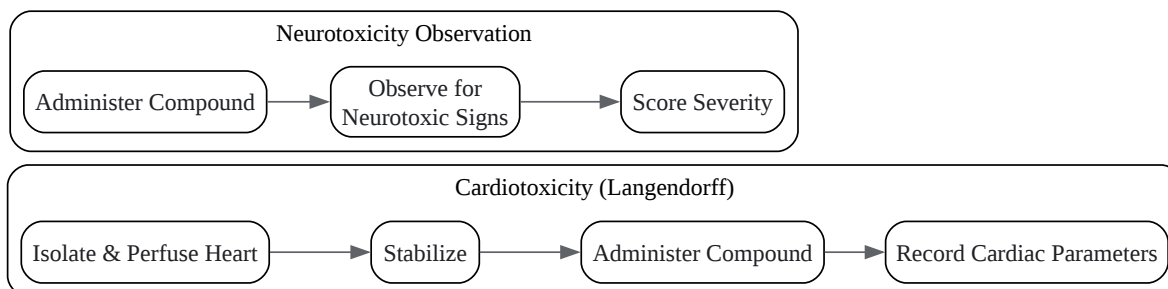 Neurotoxicity Observation
Administer Compound
Observe for
Neurotoxic Signs
Score Severity
Cardiotoxicity (Langendorff)
Isolate & Perfuse Heart
Stabilize
Administer Compound
Record Cardiac Parameters